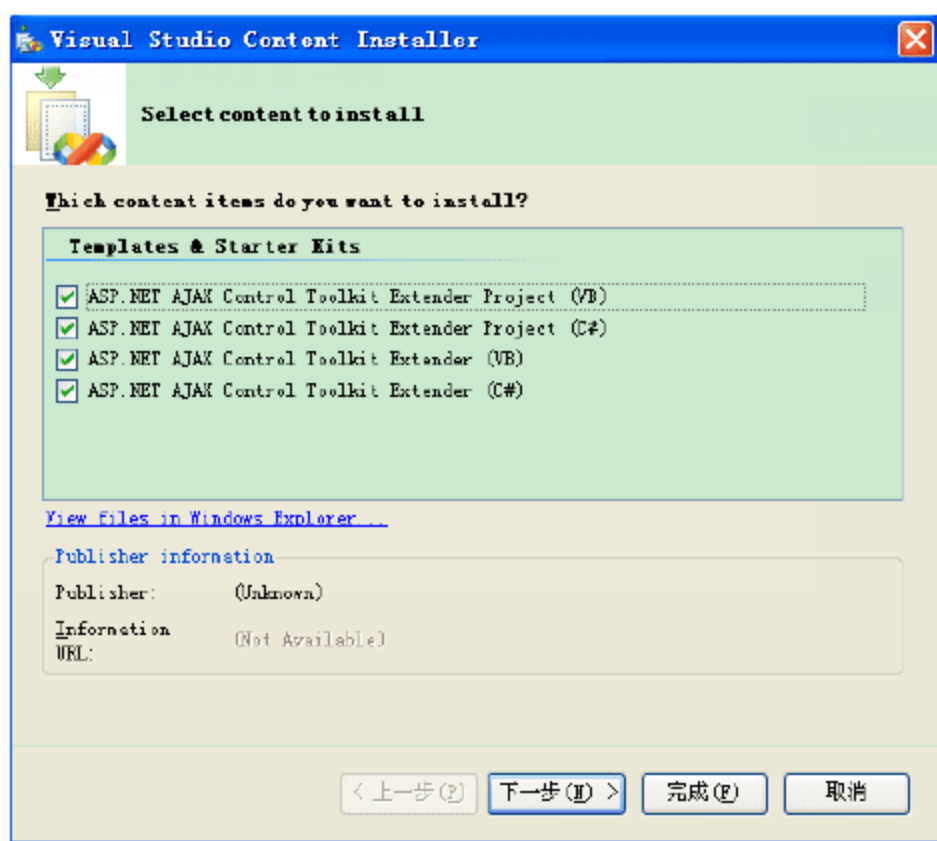 Visual Studio Content Installer
Select content to install
Which content items do you want to install?
Templates & Starter Kits
ASP.NET AJAX Control Toolkit Extender Project (VB)
ASP.NET AJAX Control Toolkit Extender Project (C#)
ASP.NET AJAX Control Toolkit Extender (VB)
ASP.NET AJAX Control Toolkit Extender (C#)
View files in Windows Explorer...
Publisher information
Publisher: (Unknown)
Information URL: (Not Available)
< 上一步(P) 下一步(N) > 完成(F) 取消